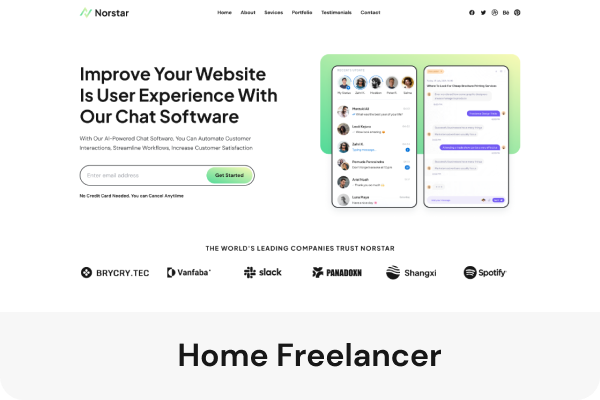 Norstar
Home About Sevices Portfolio Testimonials Contact
Improve Your Website
Is User Experience With
Our Chat Software
With Our AI-Powered Chat Software, You Can Automate Customer
Interactions, Streamline Workflows, Increase Customer Satisfaction
Enter email address
Get Started
No Credit Card Needed. You can Cancel Anytiime
THE WORLD'S LEADING COMPANIES TRUST NORSTAR
BRYCRY.TEC Vanfaba slack PANADOXN Shangxi Spotify
Home Freelancer